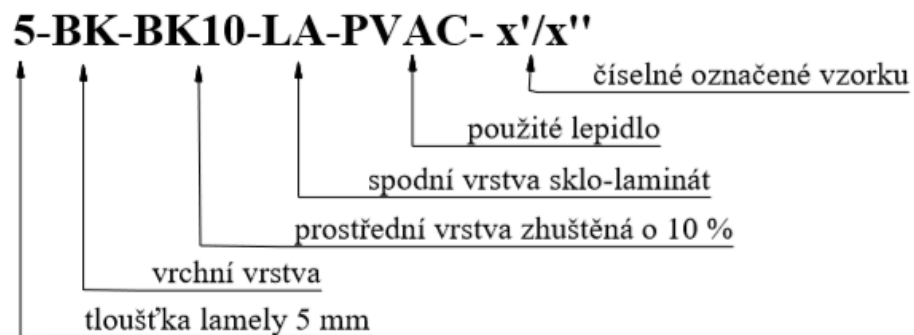 5-BK-BK10-LA-PVAC- x'/x''
číselné označené vzorku
použité lepidlo
spodní vrstva sklo-laminát
prostřední vrstva zhuštěná o 10 %
vrchní vrstva
tloušťka lamely 5 mm